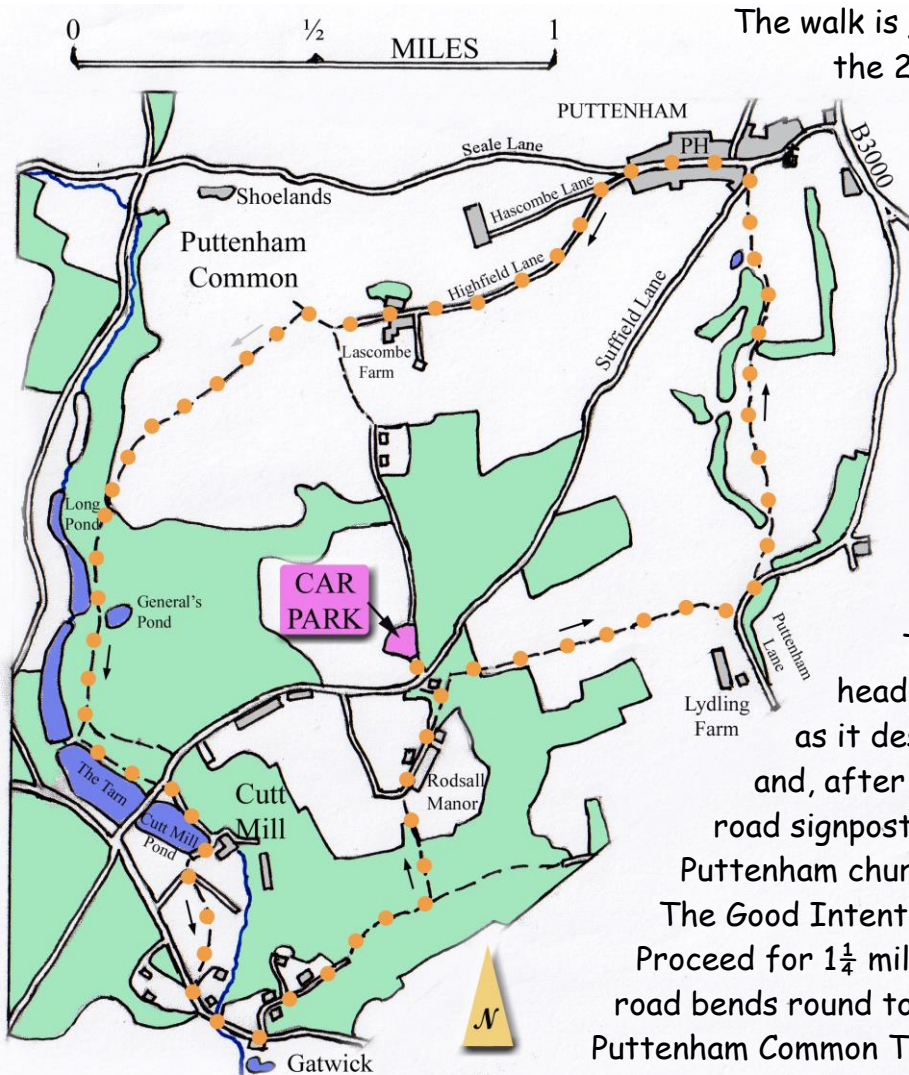 The walk is
the 2
0
½
1
MILES
PUTTENHAM
PH
B3000
Seale Lane
Hascombe Lane
Shoelands
Puttenham
Common
Highfield Lane
Suffield Lane
Lascombe
Farm
Long
Pond
General's
Pond
CAR
PARK
Puttenham
Lane
Lydling
Farm
Rodsall
Manor
The Tarn
Cutt
Mill
Cutt Mill
Pond
Gatwick
N
head
as it des
and, after
road signpost
Puttenham chur
The Good Intent
Proceed for 1¼ mil
road bends round to
Puttenham Common T